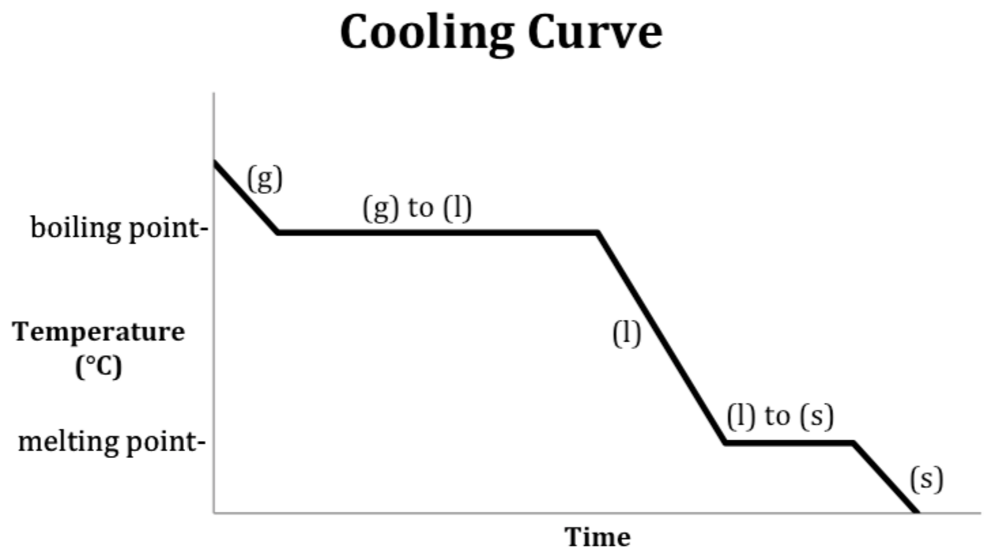 Cooling Curve
(g)
(g) to (l)
boiling point-
Temperature
(°C)
(l)
(l) to (s)
melting point-
(s)
Time